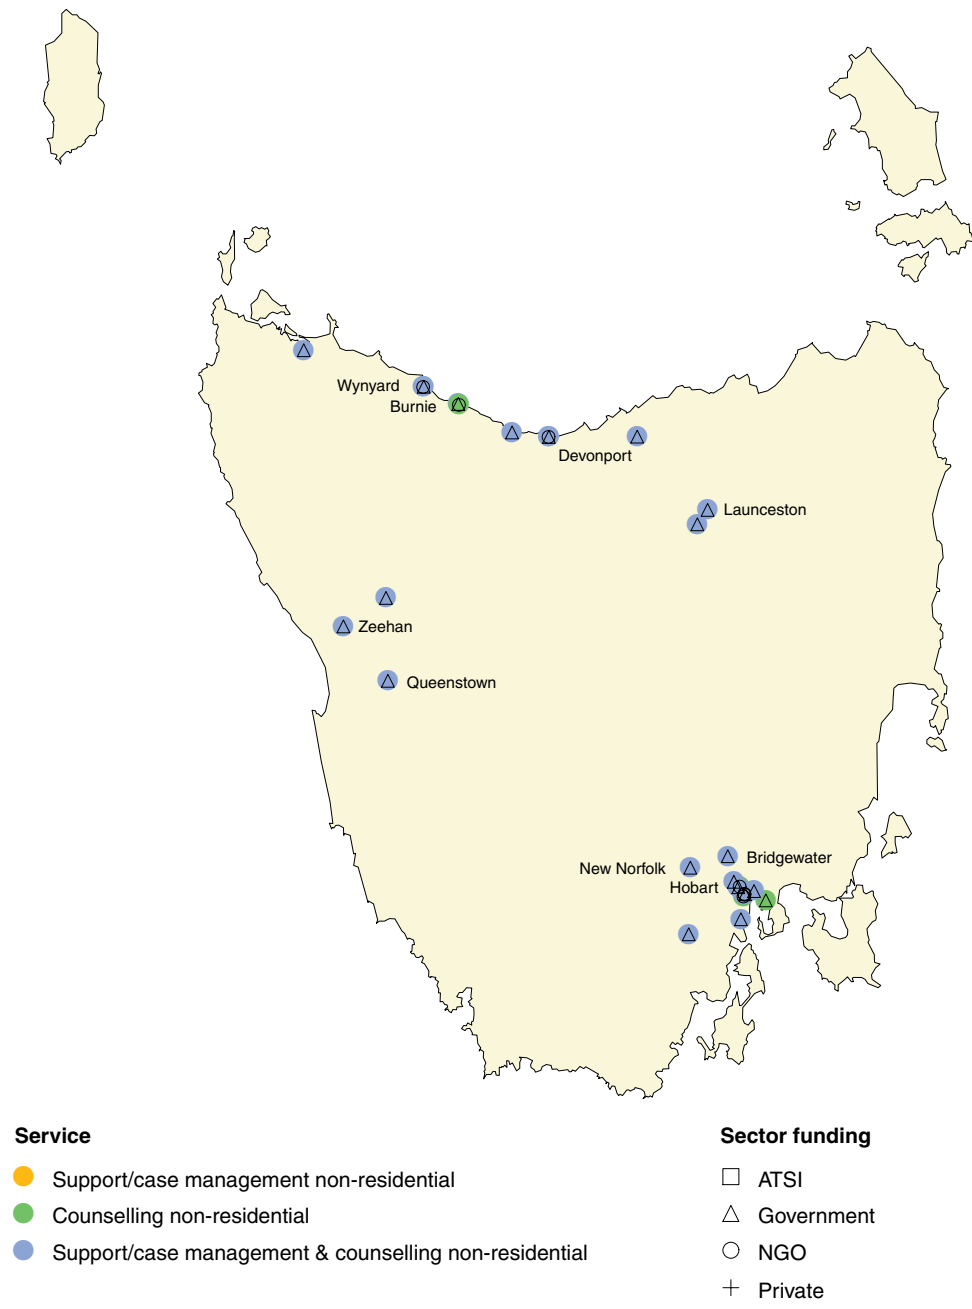 Wynyard
Burnie
Devonport
Launceston
Zeehan
Queenstown
Bridgewater
New Norfolk
Hobart
Service
Support/case management non-residential
Counselling non-residential
Support/case management & counselling non-residential
Sector funding
ATSI
Government
NGO
Private